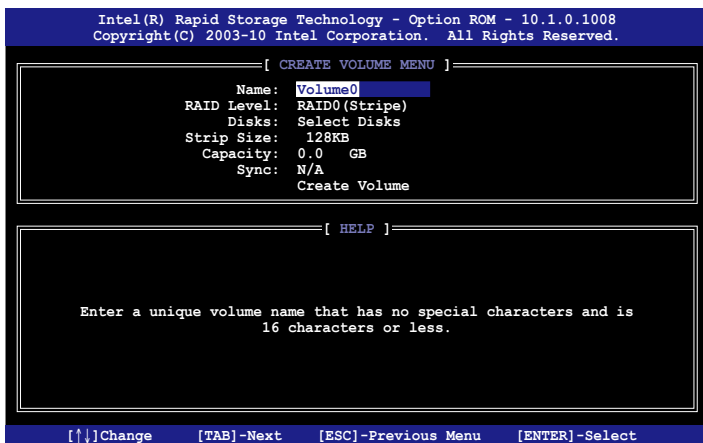 Intel(R) Rapid Storage Technology - Option ROM - 10.1.0.1008
Copyright(C) 2003-10 Intel Corporation. All Rights Reserved.
[ CREATE VOLUME MENU ]
Name: Volume0
RAID Level: RAID0(Stripe)
Disks: Select Disks
Strip Size: 128KB
Capacity: 0.0 GB
Sync: N/A
Create Volume
[ HELP ]
Enter a unique volume name that has no special characters and is
16 characters or less.
[↑↓]Change [TAB]-Next [ESC]-Previous Menu [ENTER]-Select